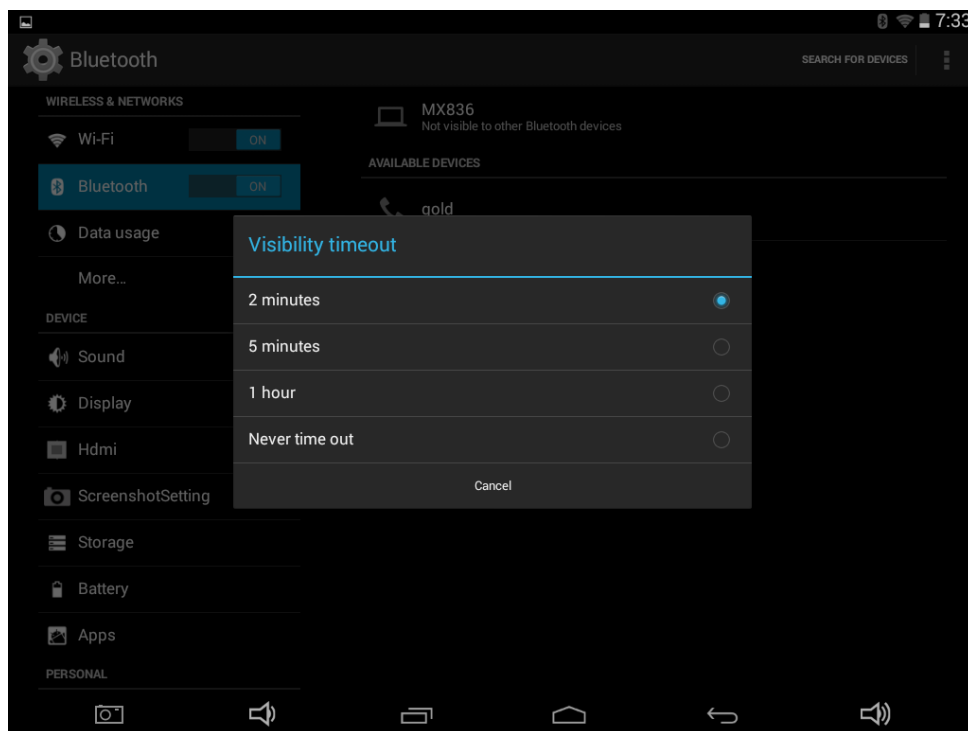 7:33
Bluetooth
SEARCH FOR DEVICES
WIRELESS & NETWORKS
Wi-Fi
ON
Bluetooth
ON
Data usage
More...
DEVICE
Sound
Display
Hdmi
ScreenshotSetting
Storage
Battery
Apps
PERSONAL
MX836
Not visible to other Bluetooth devices
AVAILABLE DEVICES
gold
Visibility timeout
2 minutes
5 minutes
1 hour
Never time out
Cancel